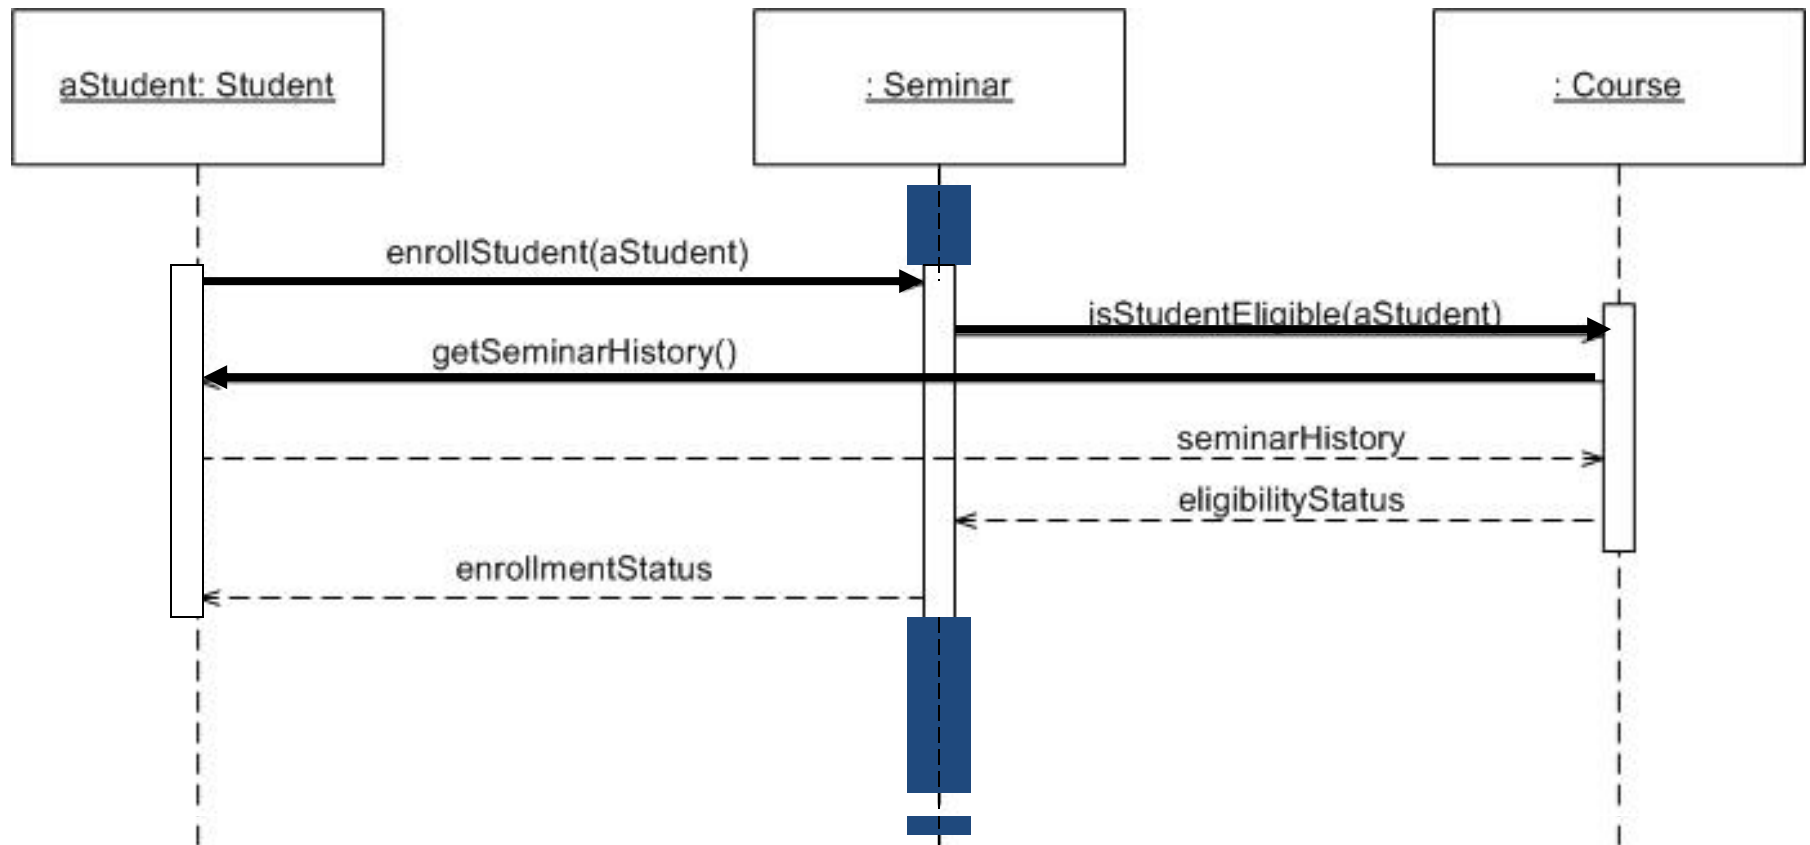 aStudent: Student
: Seminar
: Course
enrollStudent(aStudent)
isStudentEligible(aStudent)
getSeminarHistory()
seminarHistory
eligibilityStatus
enrollmentStatus